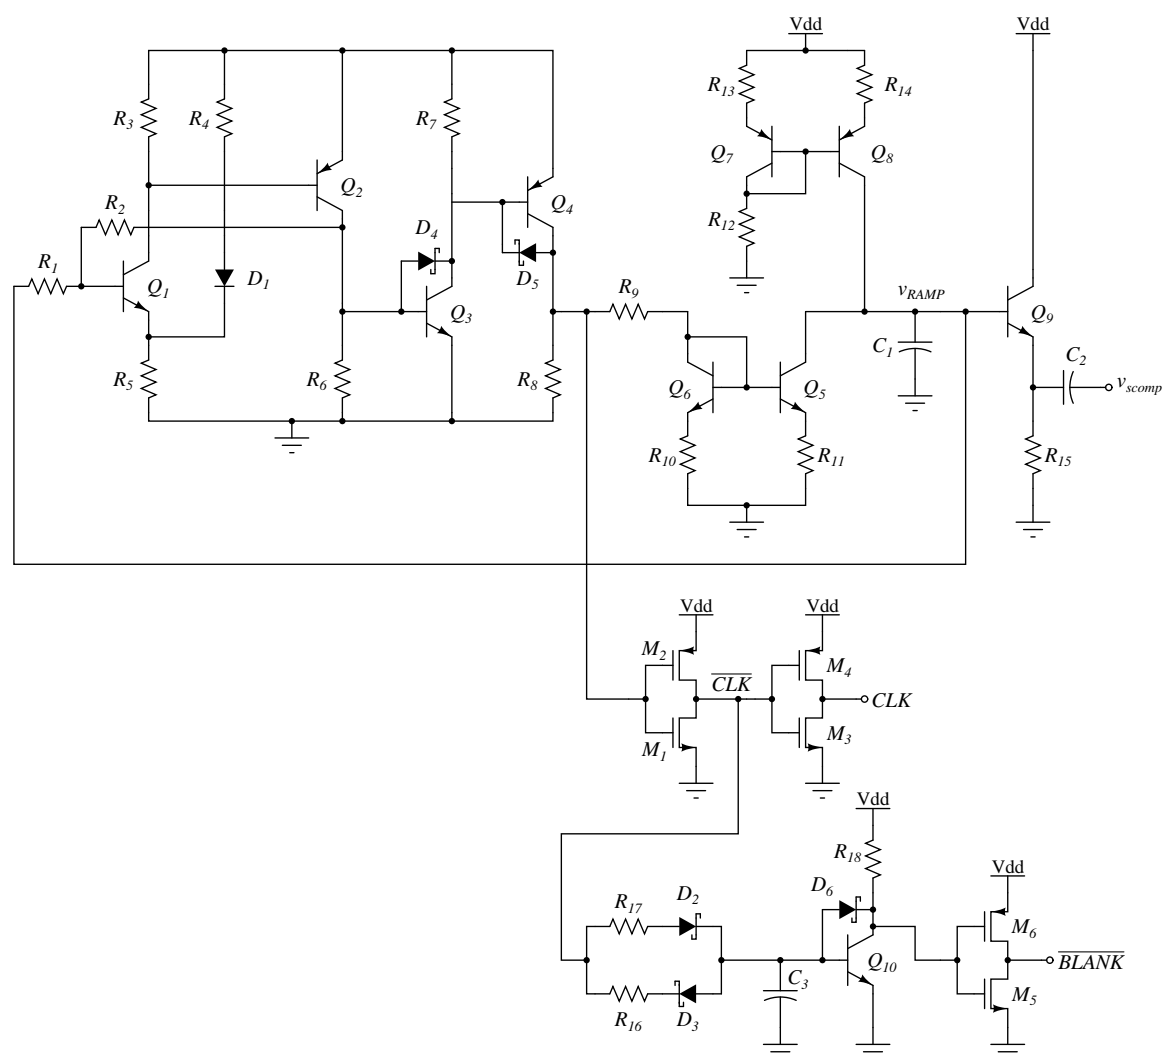 Vdd
Vdd
R13
R14
R3
R4
R7
Q7
Q8
Q2
R2
Q4
R12
D4
R1
D1
D5
Q1
R9
vRAMP
Q3
Q9
C1
C2
R5
R6
R8
Q6
Q5
vscomp
R10
R11
R15
Vdd
Vdd
M2
M4
CLK
CLK
M1
M3
Vdd
R18
Vdd
D2
D6
R17
M6
Q10
BLANK
C3
M5
R16
D3